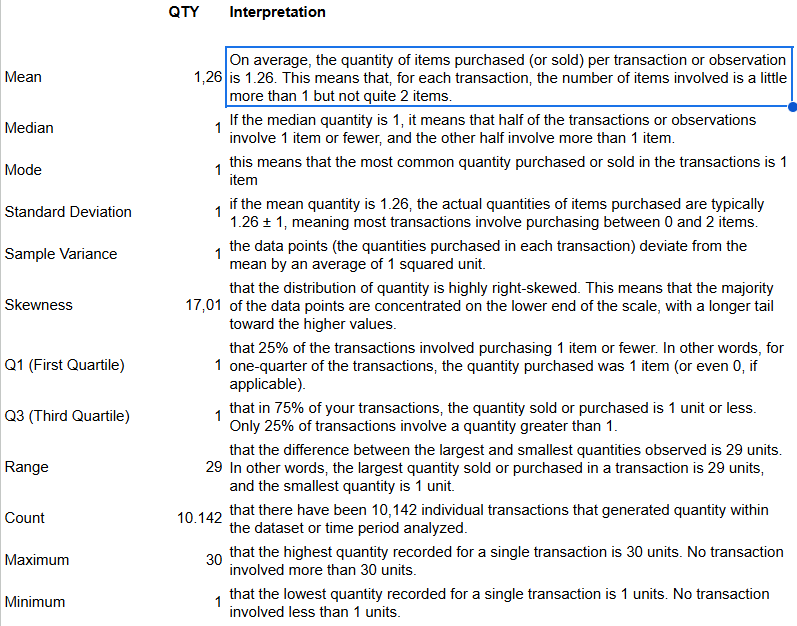 QTY Interpretation
On average, the quantity of items purchased (or sold) per transaction or observation
Mean 1,26 is 1.26. This means that, for each transaction, the number of items involved is a little
more than 1 but not quite 2 items.
If the median quantity is 1, it means that half of the transactions or observations
Median 1 involve 1 item or fewer, and the other half involve more than 1 item.
this means that the most common quantity purchased or sold in the transactions is 1
Mode 1 item
if the mean quantity is 1.26, the actual quantities of items purchased are typically
Standard Deviation 1 1.26 ± 1, meaning most transactions involve purchasing between 0 and 2 items.
the data points (the quantities purchased in each transaction) deviate from the
Sample Variance 1 mean by an average of 1 squared unit.
that the distribution of quantity is highly right-skewed. This means that the majority
Skewness 17,01 of the data points are concentrated on the lower end of the scale, with a longer tail
toward the higher values.
that 25% of the transactions involved purchasing 1 item or fewer. In other words, for
Q1 (First Quartile) 1 one-quarter of the transactions, the quantity purchased was 1 item (or even 0, if
applicable).
that in 75% of your transactions, the quantity sold or purchased is 1 unit or less.
Q3 (Third Quartile) 1 Only 25% of transactions involve a quantity greater than 1.
that the difference between the largest and smallest quantities observed is 29 units.
Range 29 In other words, the largest quantity sold or purchased in a transaction is 29 units,
and the smallest quantity is 1 unit.
that there have been 10,142 individual transactions that generated quantity within
Count 10.142 the dataset or time period analyzed.
that the highest quantity recorded for a single transaction is 30 units. No transaction
Maximum 30 involved more than 30 units.
that the lowest quantity recorded for a single transaction is 1 units. No transaction
Minimum 1 involved less than 1 units.